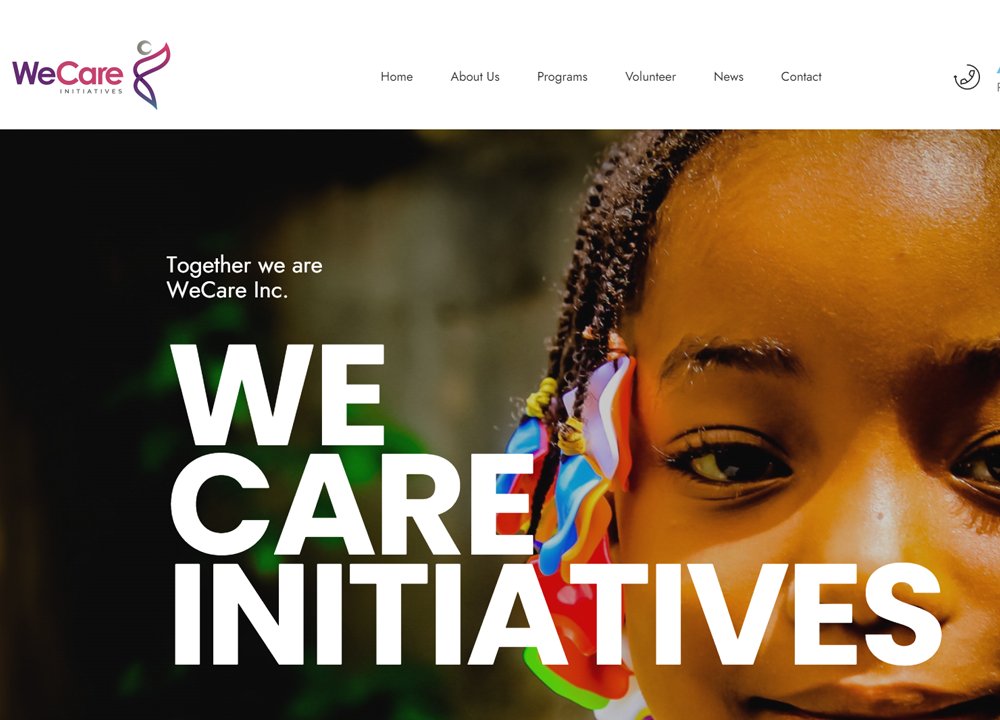 WeCare
INITIATIVES
Home About Us Programs Volunteer News Contact
Together we are
WeCare Inc.
WE
CARE
INITIATIVES